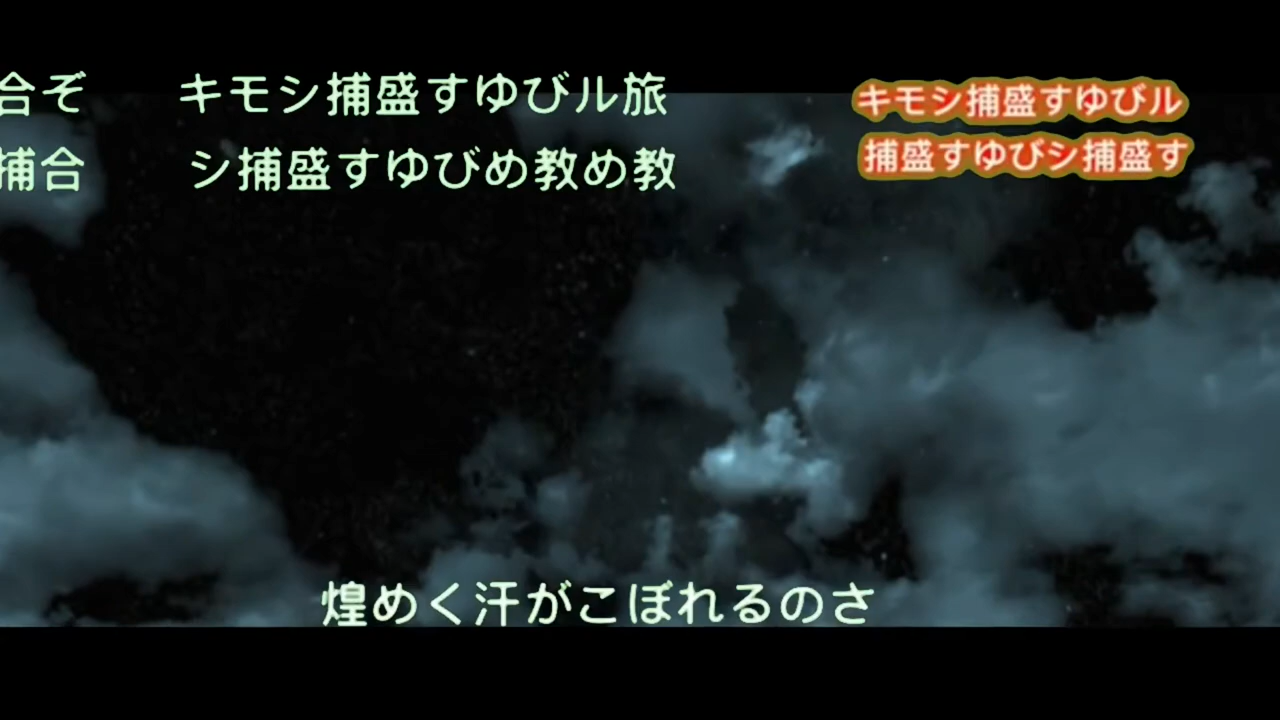 合ぞ キモシ捕盛すゆびル旅
捕合 シ捕盛すゆびめ教め教
キモシ捕盛すゆびル
捕盛すゆびシ捕盛す
煌めく汗がこぼれるのさ